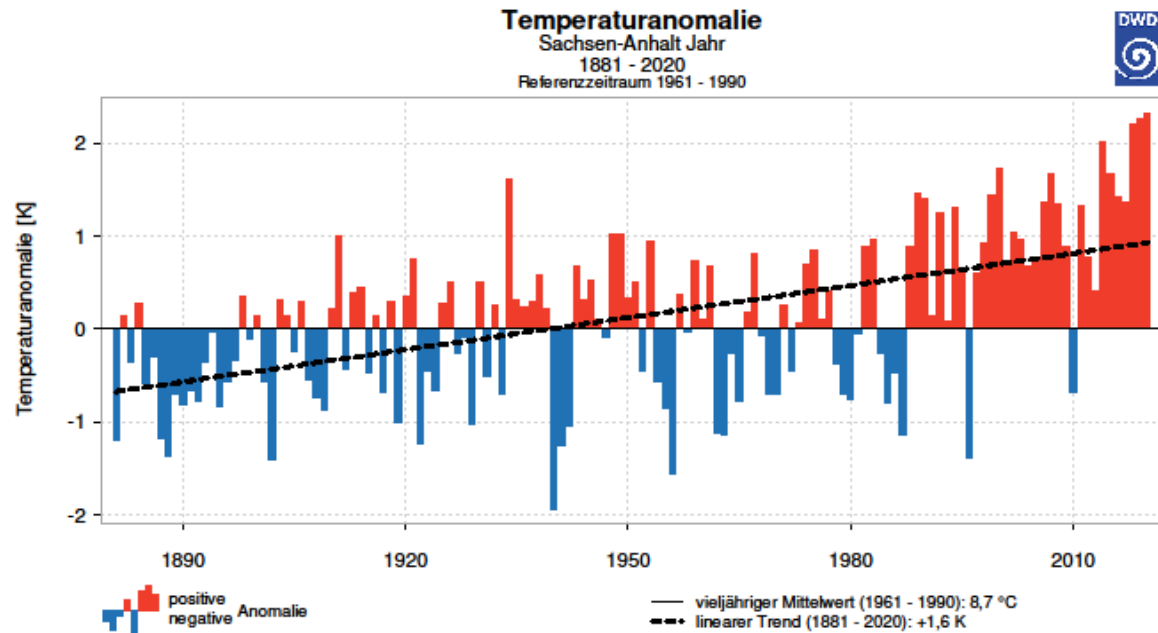 Temperaturanomalie
Sachsen-Anhalt Jahr
1881 - 2020
Referenzzeitraum 1961 - 1990
DWD
Temperaturanomalie [K]
2
1
0
-1
-2
1890 1920 1950 1980 2010
positive
negative Anomalie
vieljähriger Mittelwert (1961 - 1990): 8,7 °C
linearer Trend (1881 - 2020): +1,6 K